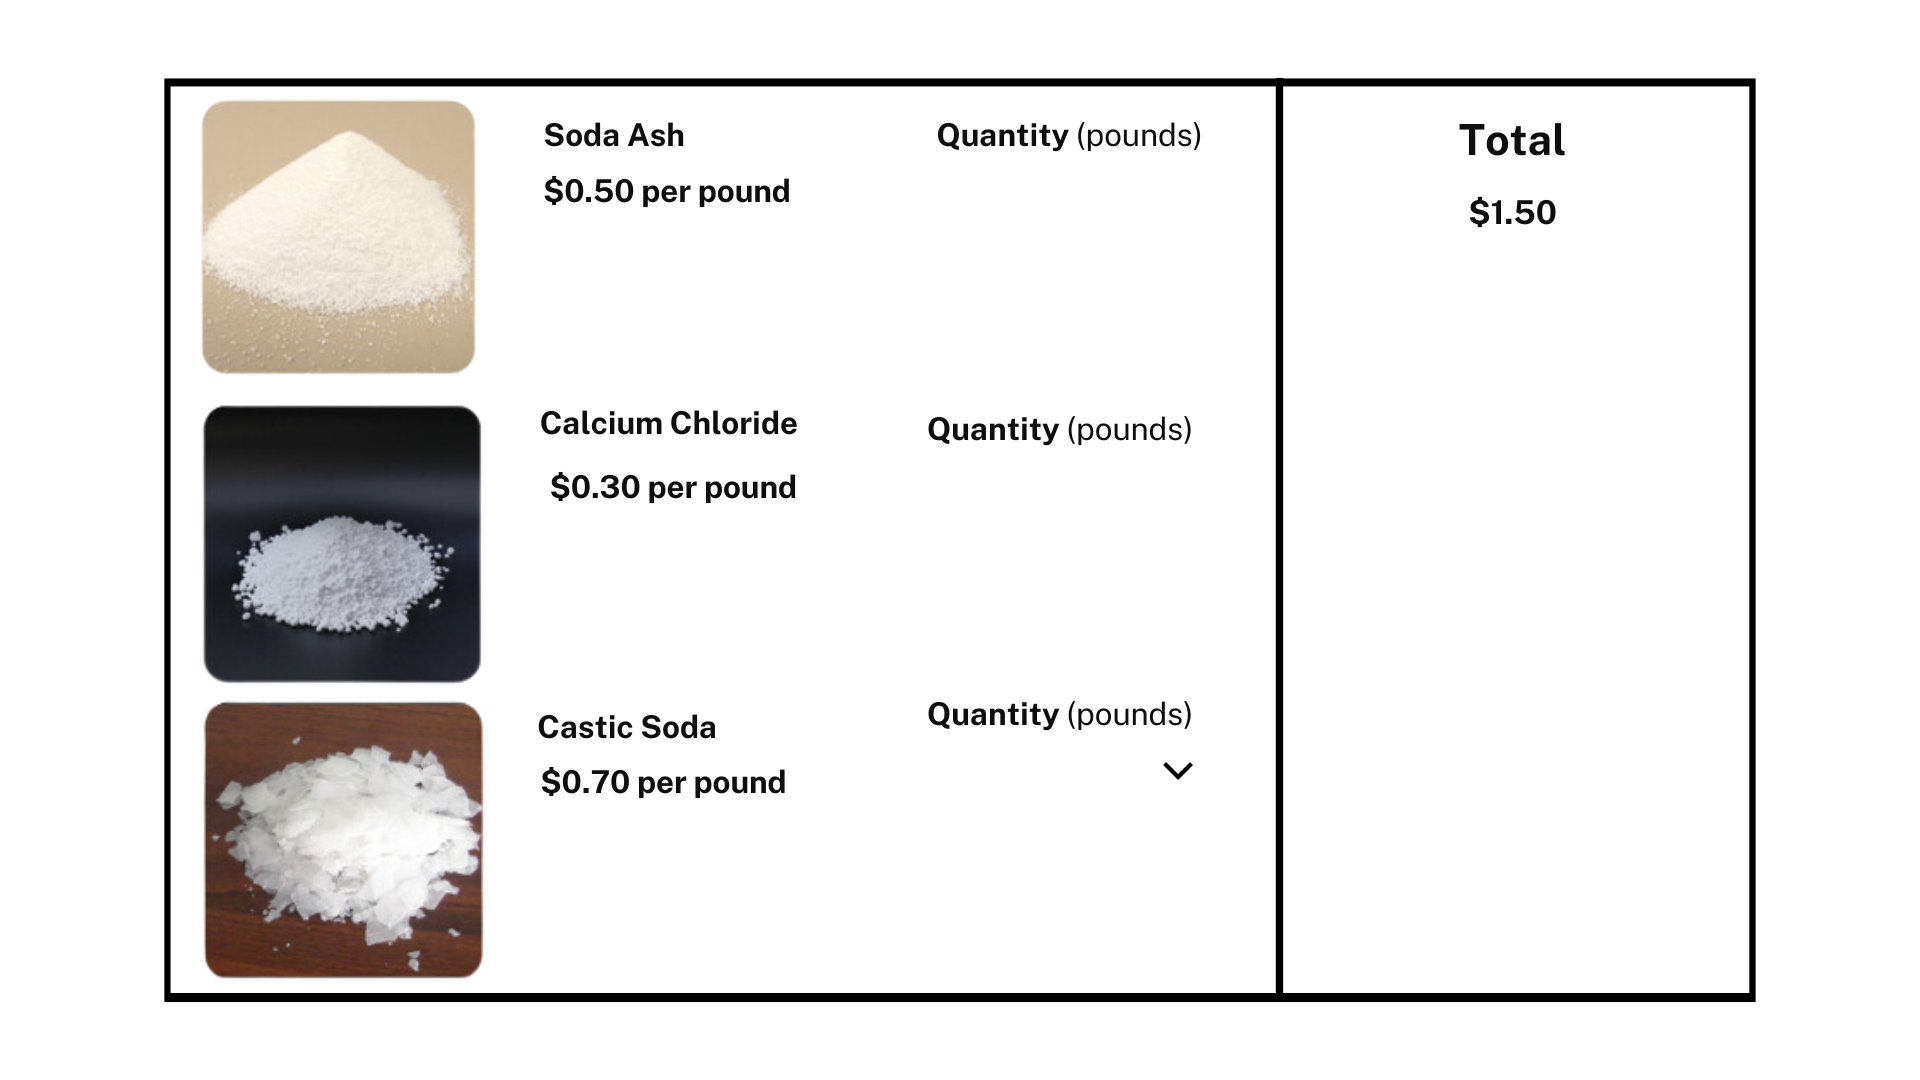 Soda Ash
$0.50 per pound
Quantity (pounds)
Calcium Chloride
$0.30 per pound
Quantity (pounds)
Castic Soda
$0.70 per pound
Quantity (pounds)
Total
$1.50